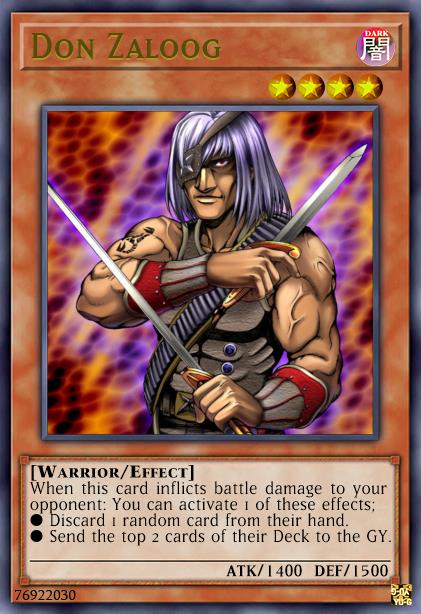 Don Zaloog
DARK
闇
[Warrior/Effect]
When this card inflicts battle damage to your
opponent: You can activate 1 of these effects;
● Discard 1 random card from their hand.
● Send the top 2 cards of their Deck to the GY.
ATK/1400 DEF/1500
76922030